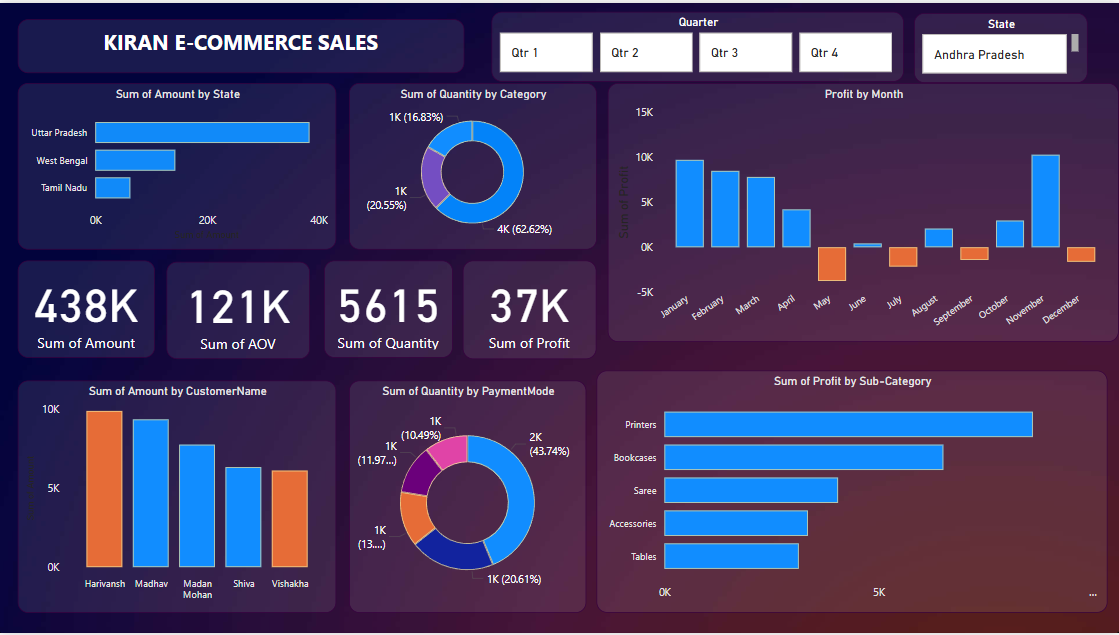 KIRAN E-COMMERCE SALES
Quarter
Qtr 1
Qtr 2
Qtr 3
Qtr 4
State
Andhra Pradesh
Sum of Amount by State
Uttar Pradesh
West Bengal
Tamil Nadu
0K
20K
40K
Sum of Quantity by Category
1K (16.83%)
1K
(20.55%)
4K (62.62%)
Profit by Month
Sum of Profit
15K
10K
5K
0K
-5K
January
February
March
April
May
June
July
August
September
October
November
December
438K
Sum of Amount
121K
Sum of AOV
5615
Sum of Quantity
37K
Sum of Profit
Sum of Amount by CustomerName
10K
5K
0K
Harivansh
Madhav
Madan
Mohan
Shiva
Vishakha
Sum of Quantity by PaymentMode
1K
(10.49%)
1K
(11.97...)
1K
(13....)
2K
(43.74%)
1K (20.61%)
Sum of Profit by Sub-Category
Printers
Bookcases
Saree
Accessories
Tables
0K
5K
...